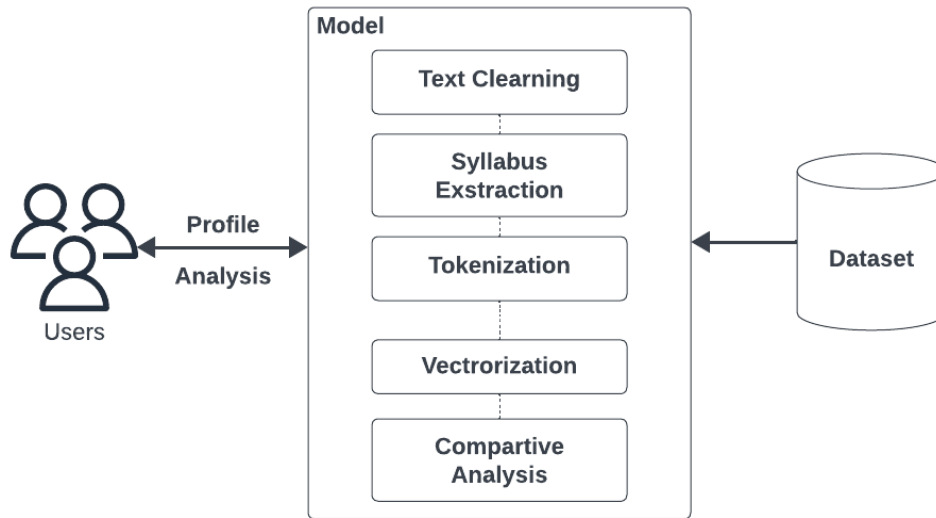 Model
Text Clearning
Syllabus
Exstraction
Tokenization
Vectrorization
Compartive
Analysis
Profile
Analysis
Users
Dataset